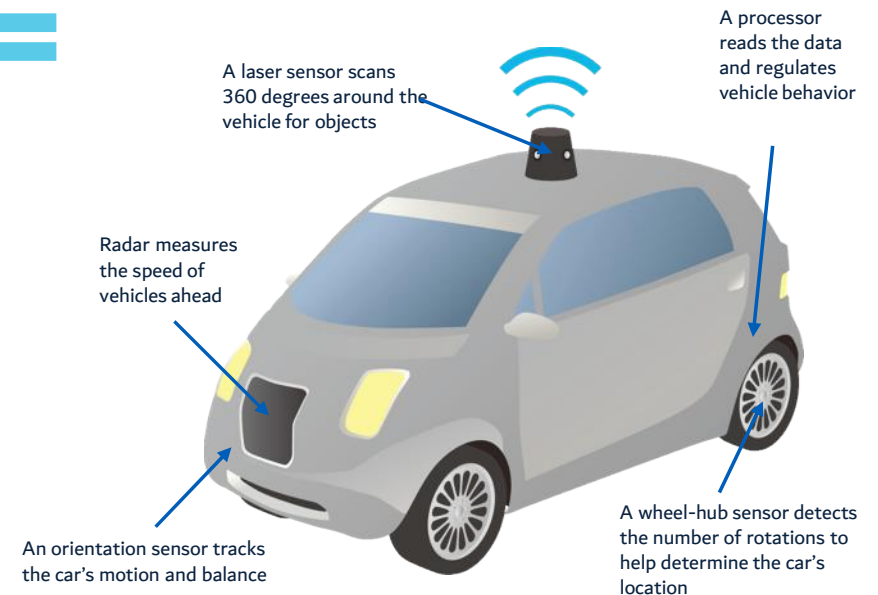 A processor
reads the data
and regulates
vehicle behavior
A laser sensor scans
360 degrees around the
vehicle for objects
Radar measures
the speed of
vehicles ahead
A wheel-hub sensor detects
the number of rotations to
help determine the car’s
location
An orientation sensor tracks
the car’s motion and balance